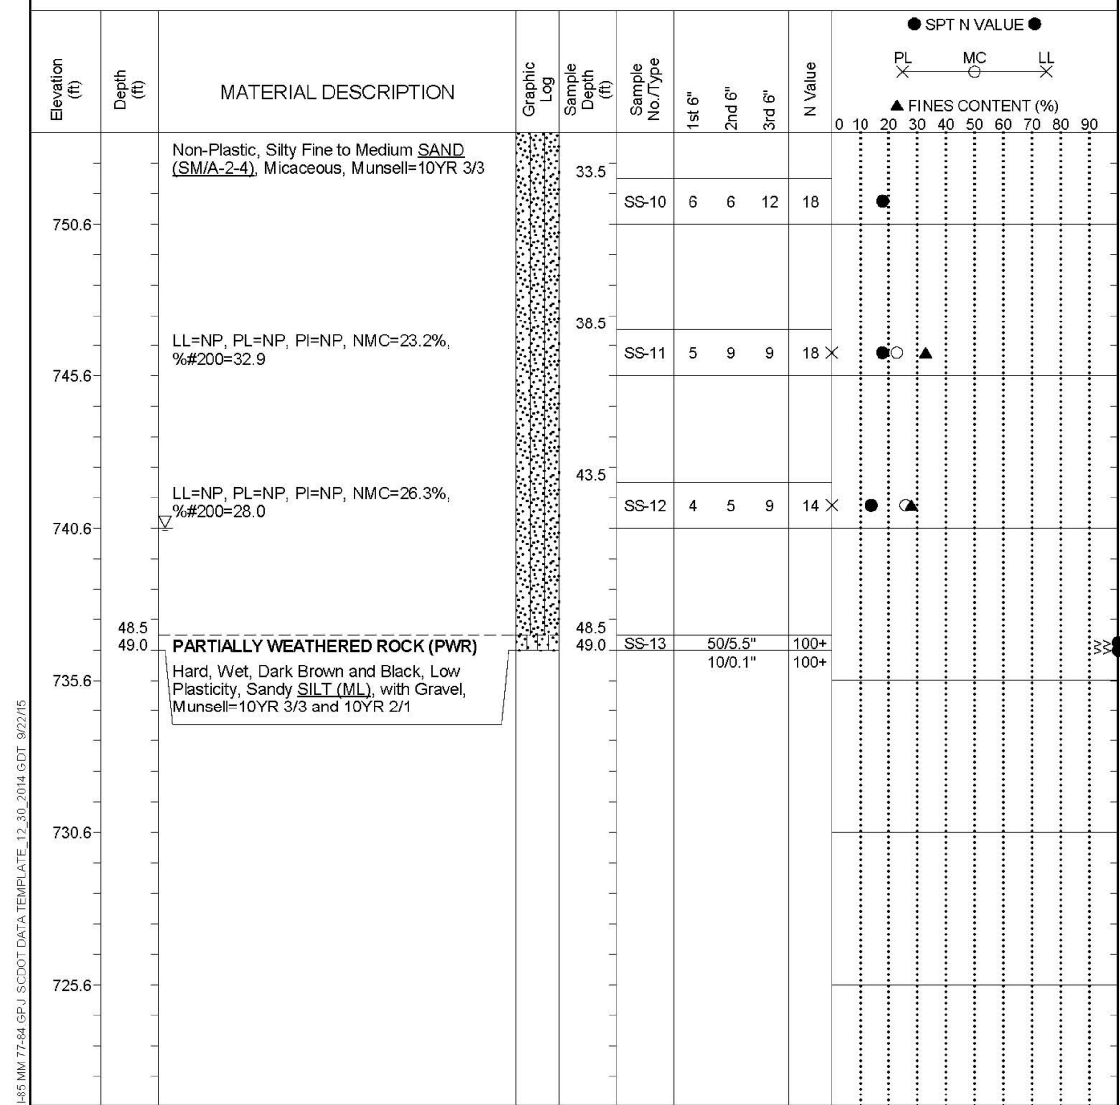 SPT N VALUE
PL MC LL
FINES CONTENT (%)
0 10 20 30 40 50 60 70 80 90
Elevation (ft)
Depth (ft)
MATERIAL DESCRIPTION
Graphic Log
Sample Depth (ft)
Sample No./Type
1st 6"
2nd 6"
3rd 6"
N Value
Non-Plastic, Silty Fine to Medium SAND
(SM/A-2-4), Micaceous, Munsell=10YR 3/3
33.5
SS-10 6 6 12 18
750.6
38.5
LL=NP, PL=NP, PI=NP, NMC=23.2%,
%#200=32.9
SS-11 5 9 9 18
745.6
43.5
LL=NP, PL=NP, PI=NP, NMC=26.3%,
%#200=28.0
SS-12 4 5 9 14
740.6
48.5 48.5
49.0 PARTIALLY WEATHERED ROCK (PWR) 49.0 SS-13 50/5.5" 100+ >>
10/0.1" 100+ >>
Hard, Wet, Dark Brown and Black, Low
Plasticity, Sandy SILT (ML), with Gravel,
Munsell=10YR 3/3 and 10YR 2/1
735.6
730.6
725.6
I-85 MM 77-84.GPJ SCDOT DATA TEMPLATE_12_30_2014.GDT 9/22/15